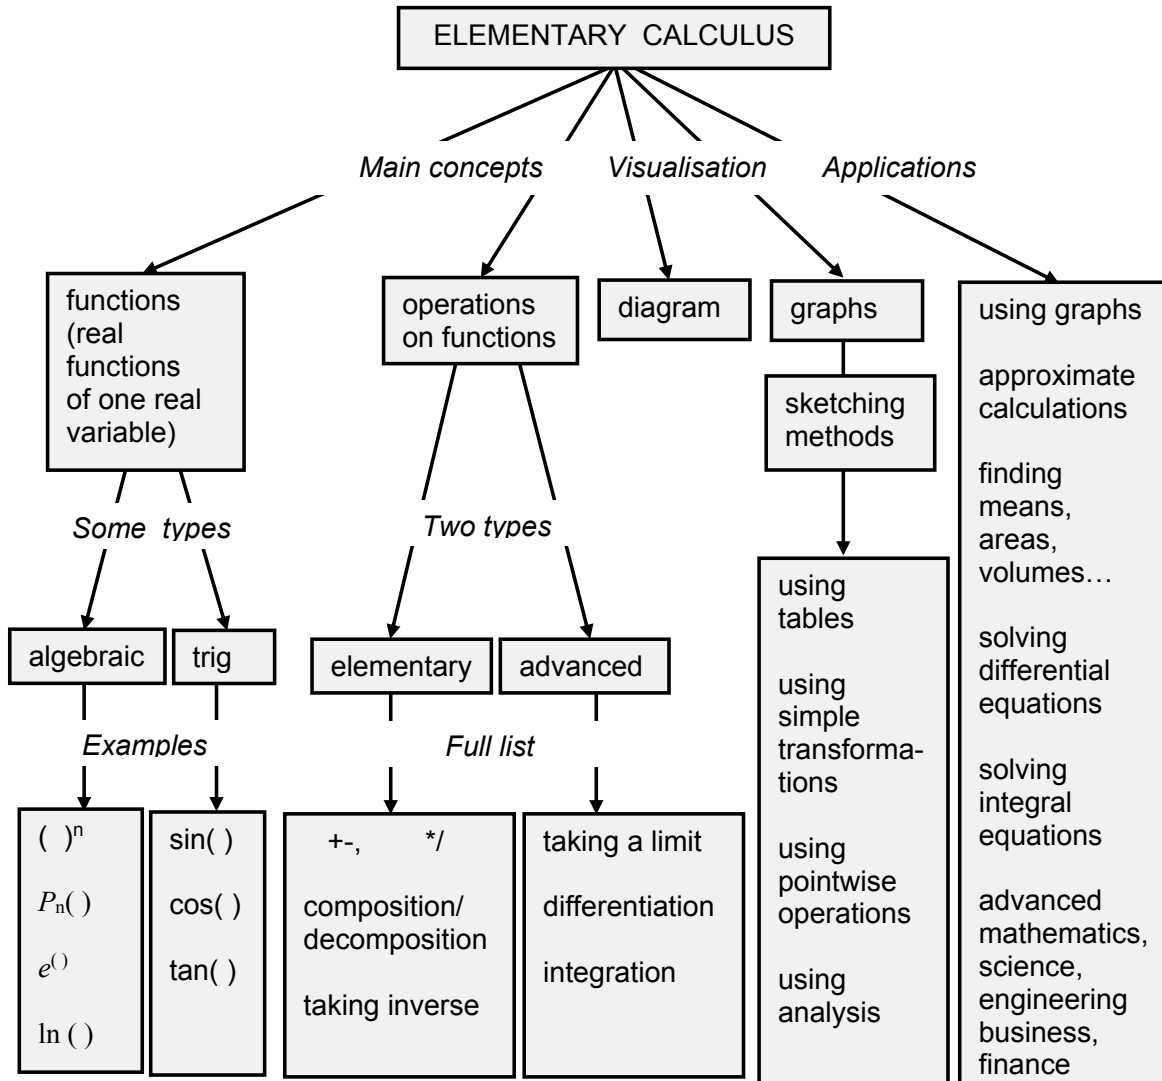 ELEMENTARY CALCULUS
Main concepts
Visualisation
Applications
functions
(real
functions
of one real
variable)
operations
on functions
diagram
graphs
sketching
methods
using graphs
approximate
calculations
finding
means,
areas,
volumes…
solving
differential
equations
solving
integral
equations
advanced
mathematics,
science,
engineering
business,
finance
Some types
Two types
algebraic
trig
elementary
advanced
using
tables
using
simple
transforma-
tions
using
pointwise
operations
using
analysis
Examples
Full list
( )ⁿ
Pn( )
e^( )
ln ( )
sin( )
cos( )
tan( )
+-, */
composition/
decomposition
taking inverse
taking a limit
differentiation
integration